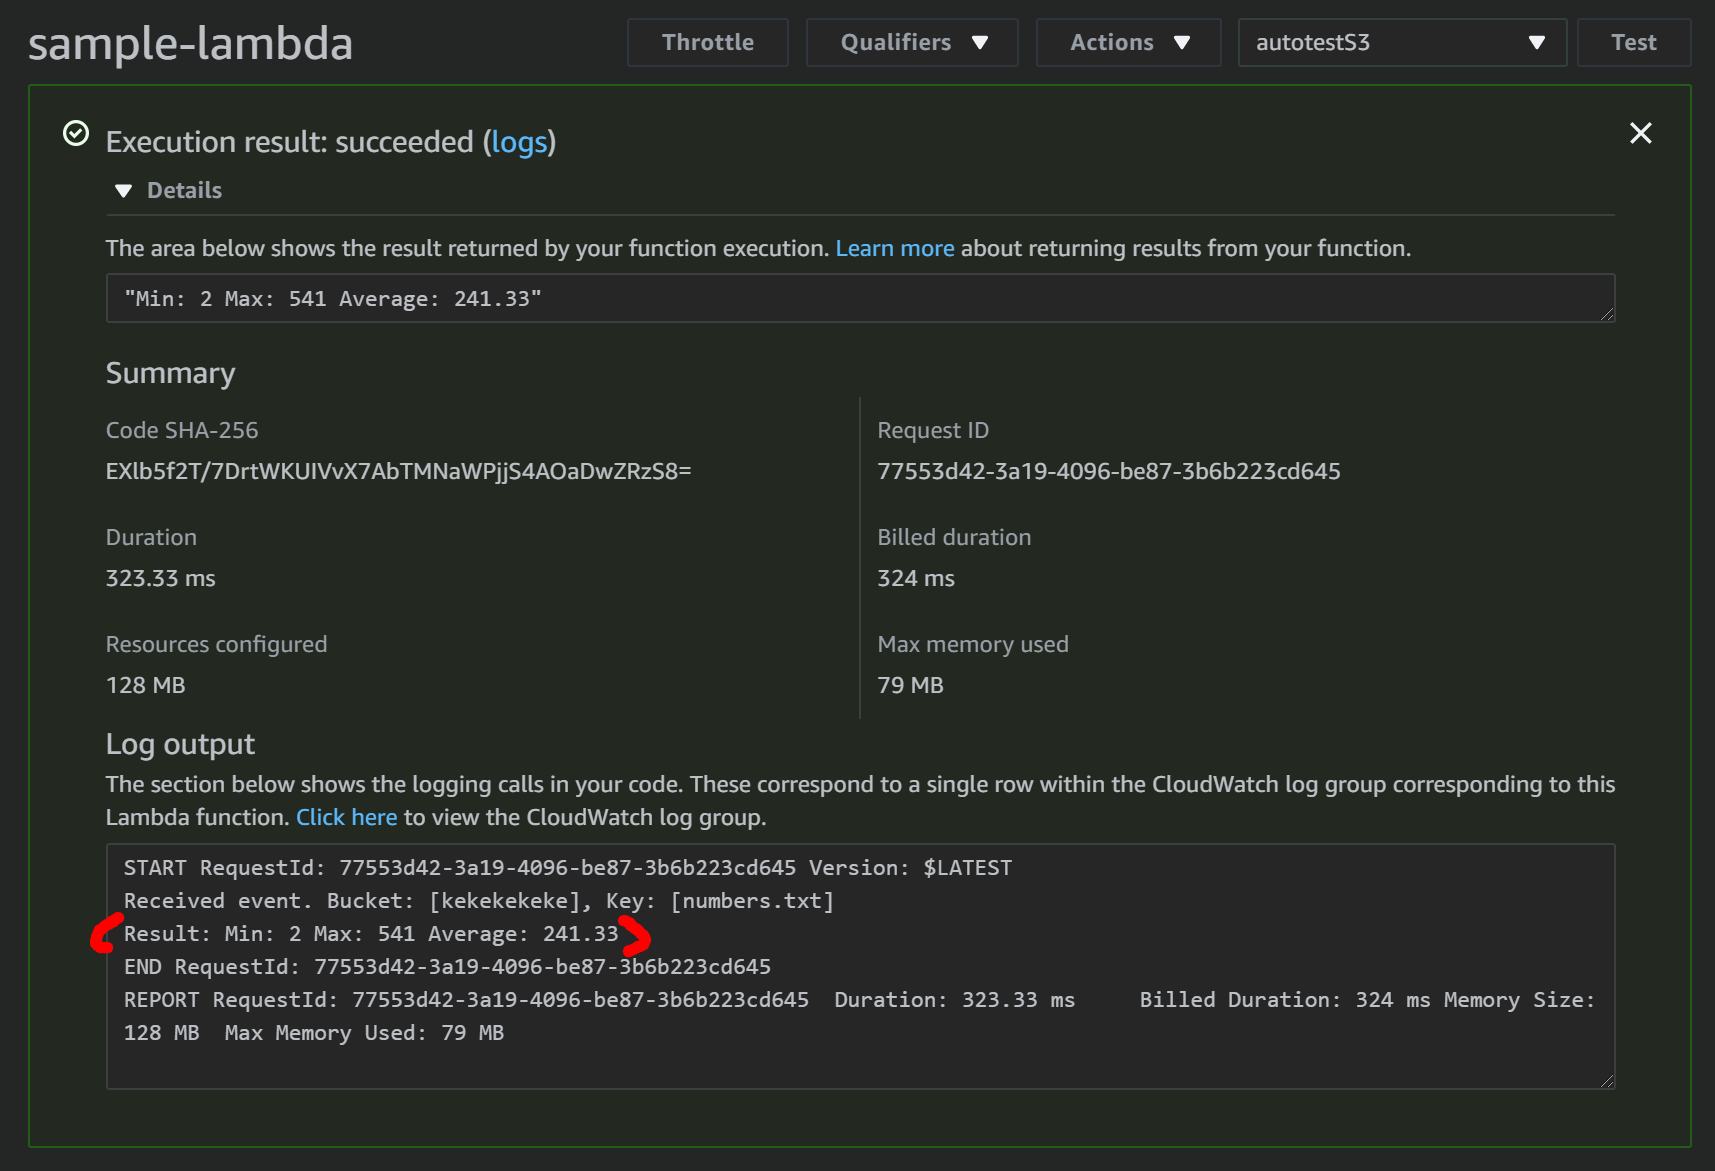 sample-lambda
Throttle
Qualifiers
Actions
autotestS3
Test
Execution result: succeeded (logs)
Details
The area below shows the result returned by your function execution. Learn more about returning results from your function.
"Min: 2 Max: 541 Average: 241.33"
Summary
Code SHA-256
EXlb5f2T/7DrtWKUIVvX7AbTMNaWPjjS4AOaDwZRzS8=
Request ID
77553d42-3a19-4096-be87-3b6b223cd645
Duration
323.33 ms
Billed duration
324 ms
Resources configured
128 MB
Max memory used
79 MB
Log output
The section below shows the logging calls in your code. These correspond to a single row within the CloudWatch log group corresponding to this
Lambda function. Click here to view the CloudWatch log group.
START RequestId: 77553d42-3a19-4096-be87-3b6b223cd645 Version: $LATEST
Received event. Bucket: [kekekekeke], Key: [numbers.txt]
Result: Min: 2 Max: 541 Average: 241.33
END RequestId: 77553d42-3a19-4096-be87-3b6b223cd645
REPORT RequestId: 77553d42-3a19-4096-be87-3b6b223cd645 Duration: 323.33 ms Billed Duration: 324 ms Memory Size:
128 MB Max Memory Used: 79 MB